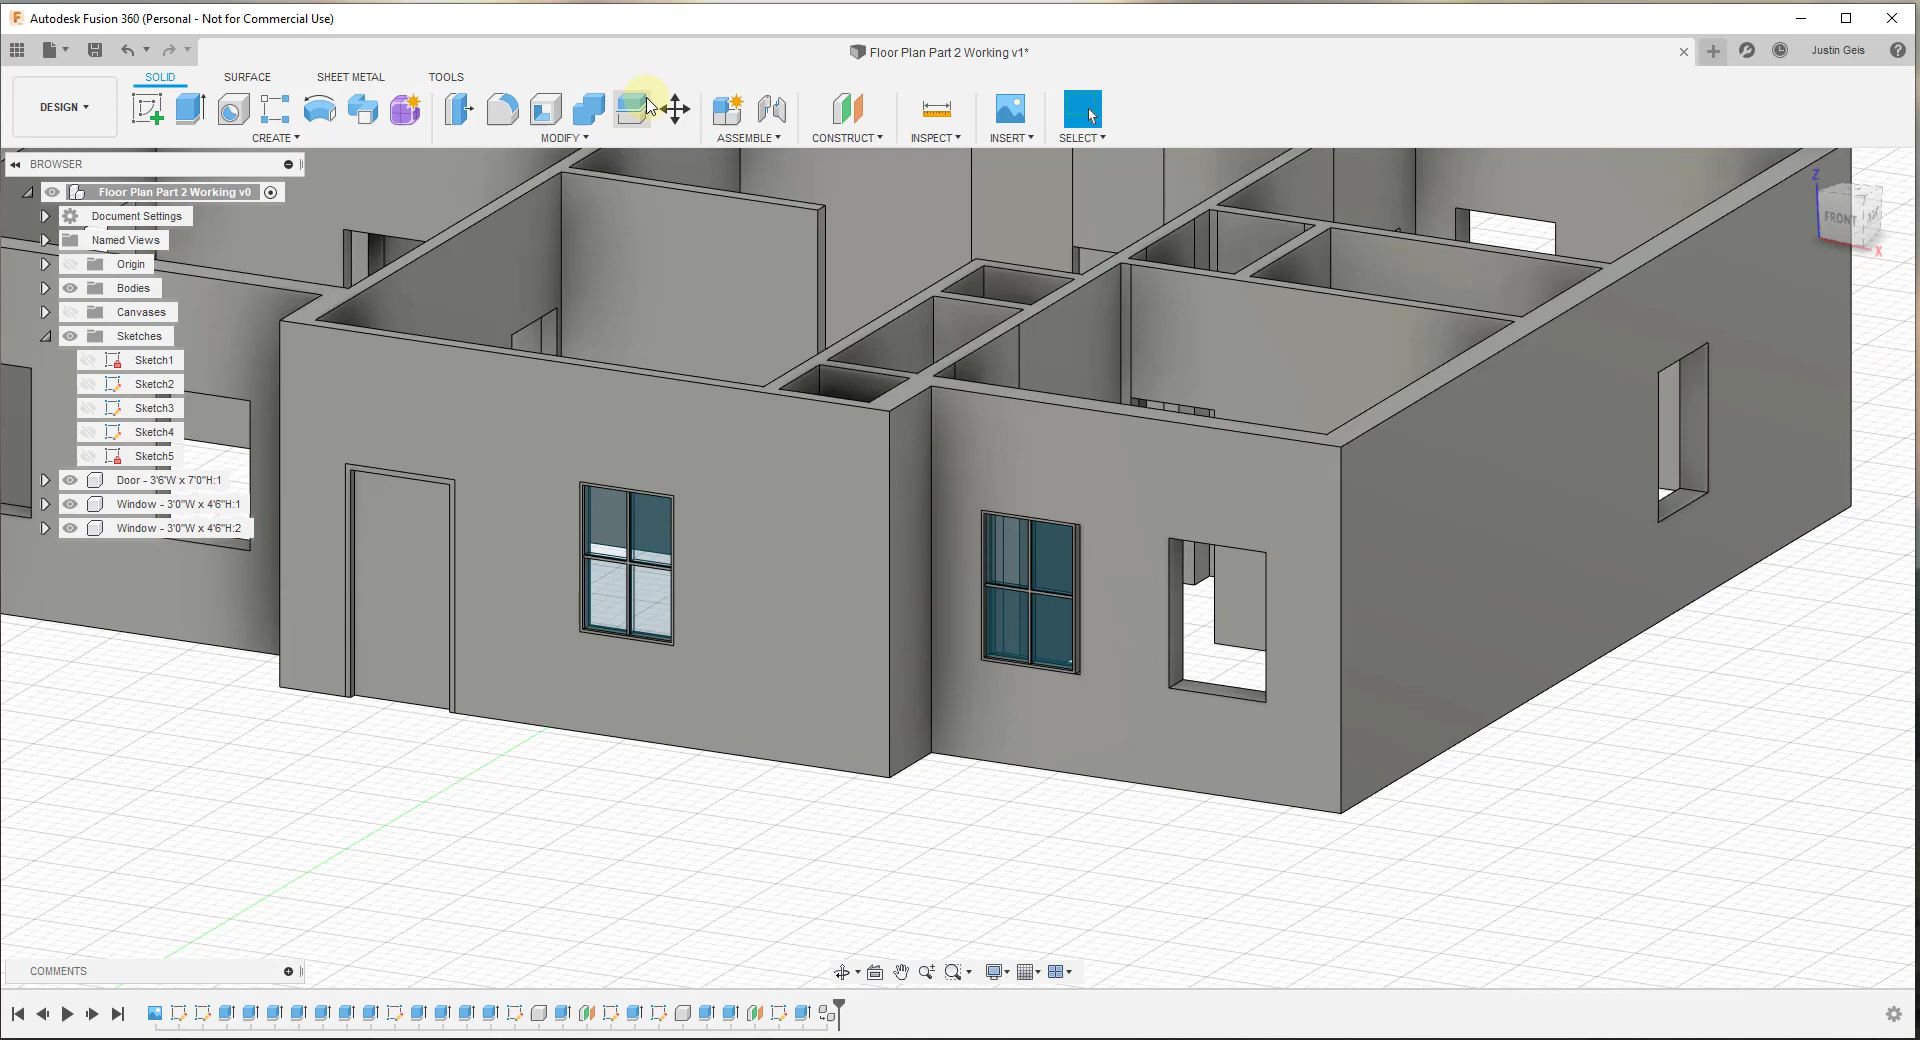 Autodesk Fusion 360 (Personal - Not for Commercial Use)
Floor Plan Part 2 Working v1*
Justin Geis
DESIGN
SOLID
SURFACE
SHEET METAL
TOOLS
CREATE
MODIFY
ASSEMBLE
CONSTRUCT
INSPECT
INSERT
SELECT
BROWSER
Floor Plan Part 2 Working v0
Document Settings
Named Views
Origin
Bodies
Canvases
Sketches
Sketch1
Sketch2
Sketch3
Sketch4
Sketch5
Door - 3'6"W x 7'0"H:1
Window - 3'0"W x 4'6"H:1
Window - 3'0"W x 4'6"H:2
Z
FRONT
X
COMMENTS